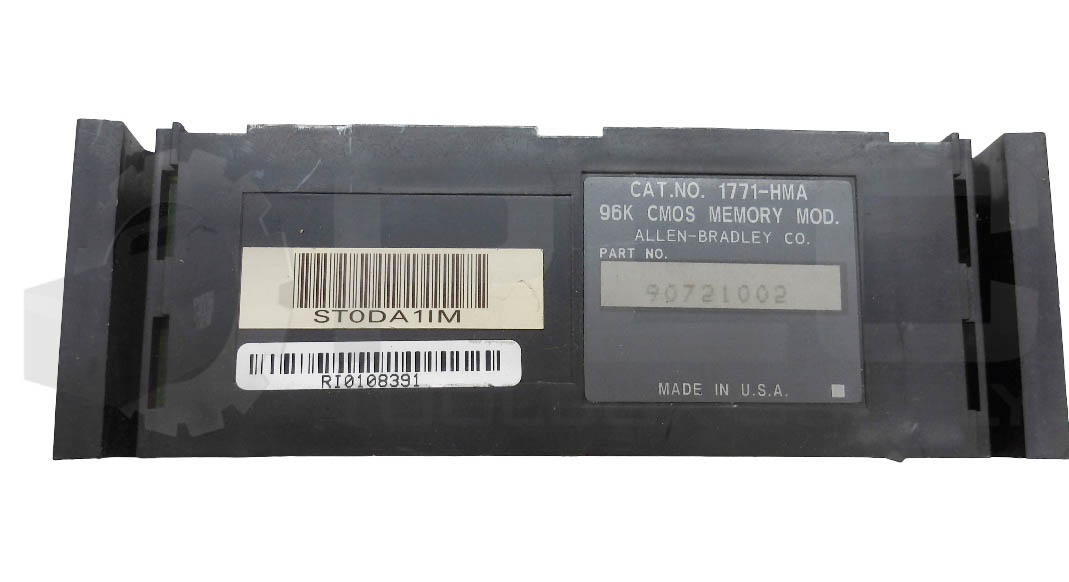 CAT.NO. 1771-HMA
96K CMOS MEMORY MOD.
ALLEN-BRADLEY CO.
PART NO.
90721002
MADE IN U.S.A.
ST0DA1IM
RI0108391